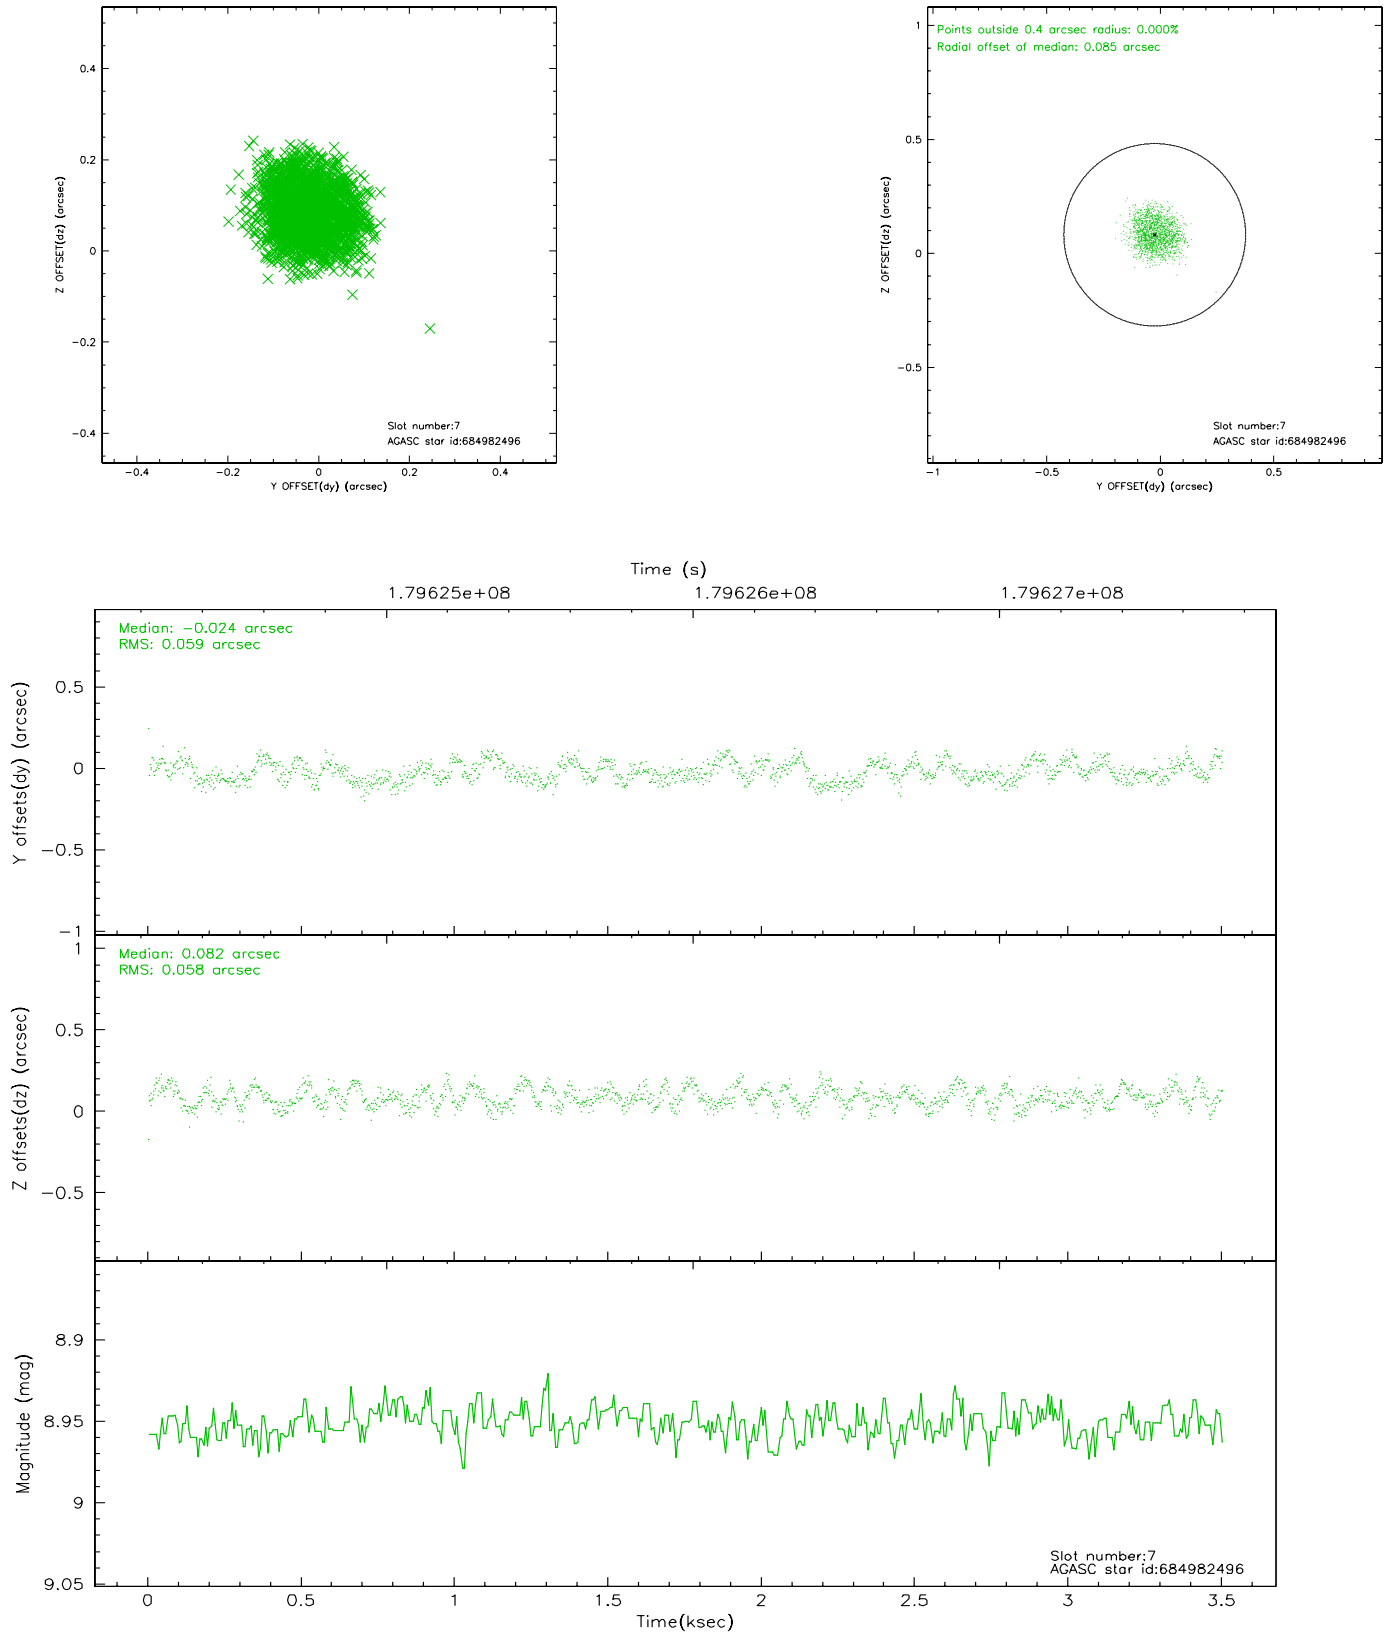 0.4
0.2
0
−0.2
−0.4
Z OFFSET(dz) (arcsec)
Slot number:7
AGASC star id:684982496
−0.4 −0.2 0 0.2 0.4
Y OFFSET(dy) (arcsec)
Points outside 0.4 arcsec radius: 0.000%
Radial offset of median: 0.085 arcsec
1
0.5
0
−0.5
Z OFFSET(dz) (arcsec)
Slot number:7
AGASC star id:684982496
−1 −0.5 0 0.5
Y OFFSET(dy) (arcsec)
Time (s)
1.79625e+08 1.79626e+08 1.79627e+08
Median: −0.024 arcsec
RMS: 0.059 arcsec
0.5
0
−0.5
−1
Y offsets(dy) (arcsec)
Median: 0.082 arcsec
RMS: 0.058 arcsec
1
0.5
0
−0.5
Z offsets(dz) (arcsec)
8.9
8.95
9
9.05
Magnitude (mag)
Slot number:7
AGASC star id:684982496
0 0.5 1 1.5 2 2.5 3 3.5
Time(ksec)